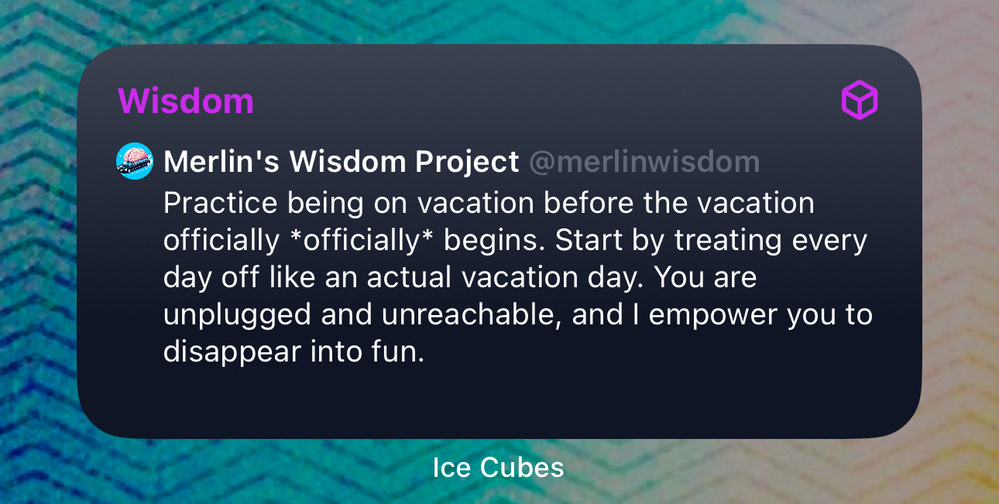 Wisdom
Merlin's Wisdom Project @merlinwisdom
Practice being on vacation before the vacation
officially *officially* begins. Start by treating every
day off like an actual vacation day. You are
unplugged and unreachable, and I empower you to
disappear into fun.
Ice Cubes